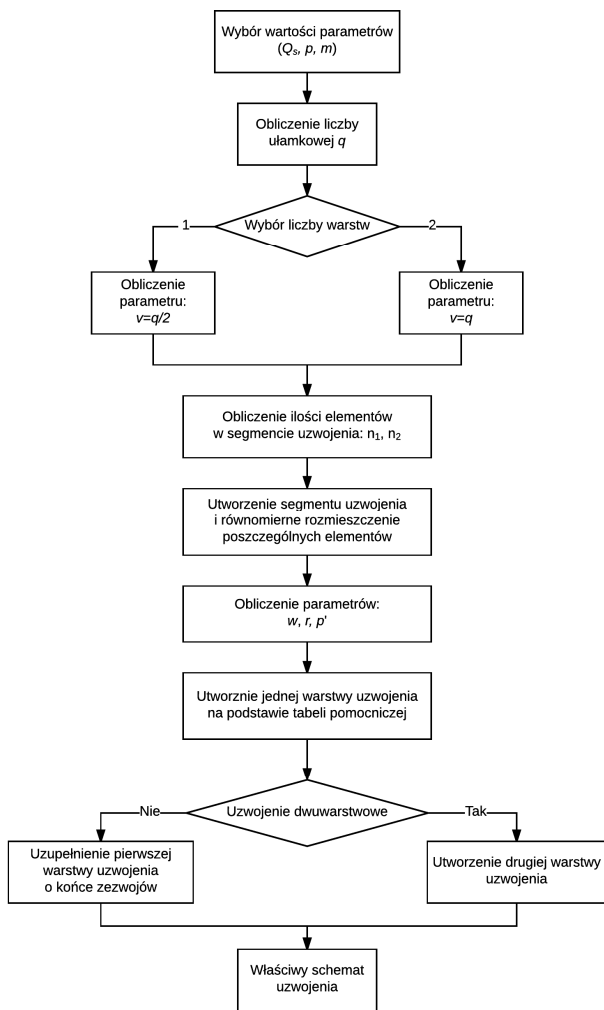 Wybór wartości parametrów
(Qs, p, m)
Obliczenie liczby
ułamkowej q
1
Wybór liczby warstw
2
Obliczenie
parametru:
v=q/2
Obliczenie
parametru:
v=q
Obliczenie ilości elementów
w segmencie uzwojenia: n₁, n₂
Utworzenie segmentu uzwojenia
i równomierne rozmieszczenie
poszczególnych elementów
Obliczenie parametrów:
w, r, p'
Utworznie jednej warstwy uzwojenia
na podstawie tabeli pomocniczej
Nie
Uzwojenie dwuwarstwowe
Tak
Uzupełnienie pierwszej
warstwy uzwojenia
o końce zezwojów
Utworzenie drugiej warstwy
uzwojenia
Właściwy schemat
uzwojenia